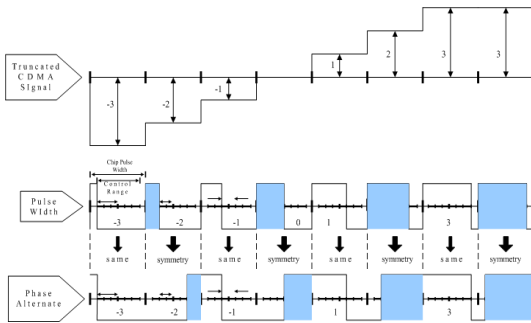 Truncated
CDMA
SIgnal
-3
-2
-1
1
2
3
3
Chip Pulse
Width
Control
Range
Pulse
WIdth
-3
-2
-1
0
1
2
3
same
symmetry
same
symmetry
same
symmetry
same
symmetry
Phase
Alternate
-3
-2
-1
1
3